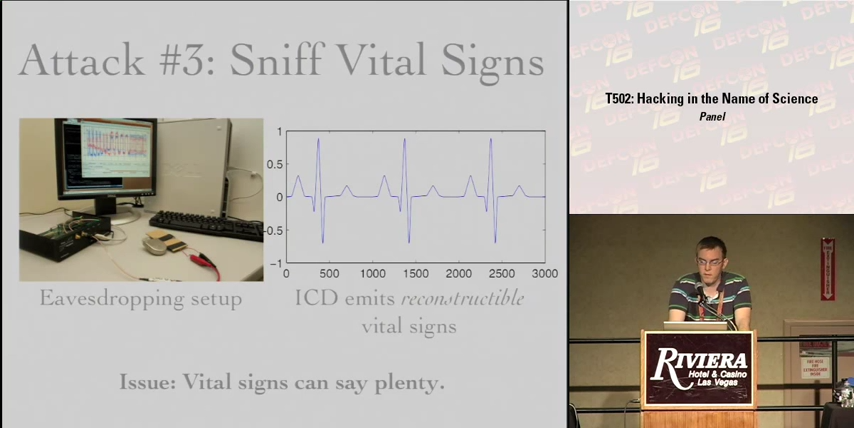 Attack #3: Sniff Vital Signs
1
0.5
0
-0.5
-1
0
500
1000
1500
2000
2500
3000
Eavesdropping setup
ICD emits reconstructible
vital signs
Issue: Vital signs can say plenty.
DEFCON
16
T502: Hacking in the Name of Science
Panel
RIVIERA
Hotel & Casino
Las Vegas